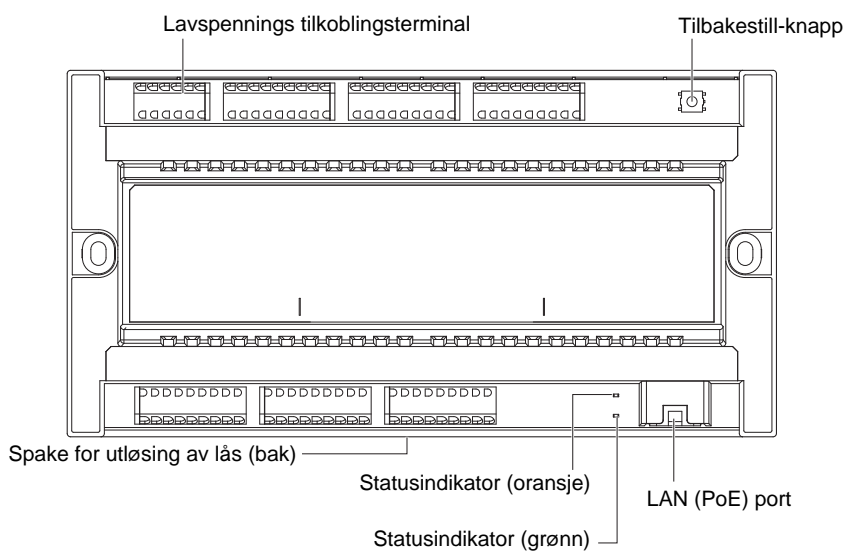 Lavspennings tilkoblingsterminal
Tilbakestill-knapp
Spake for utløsing av lås (bak)
Statusindikator (oransje)
LAN (PoE) port
Statusindikator (grønn)